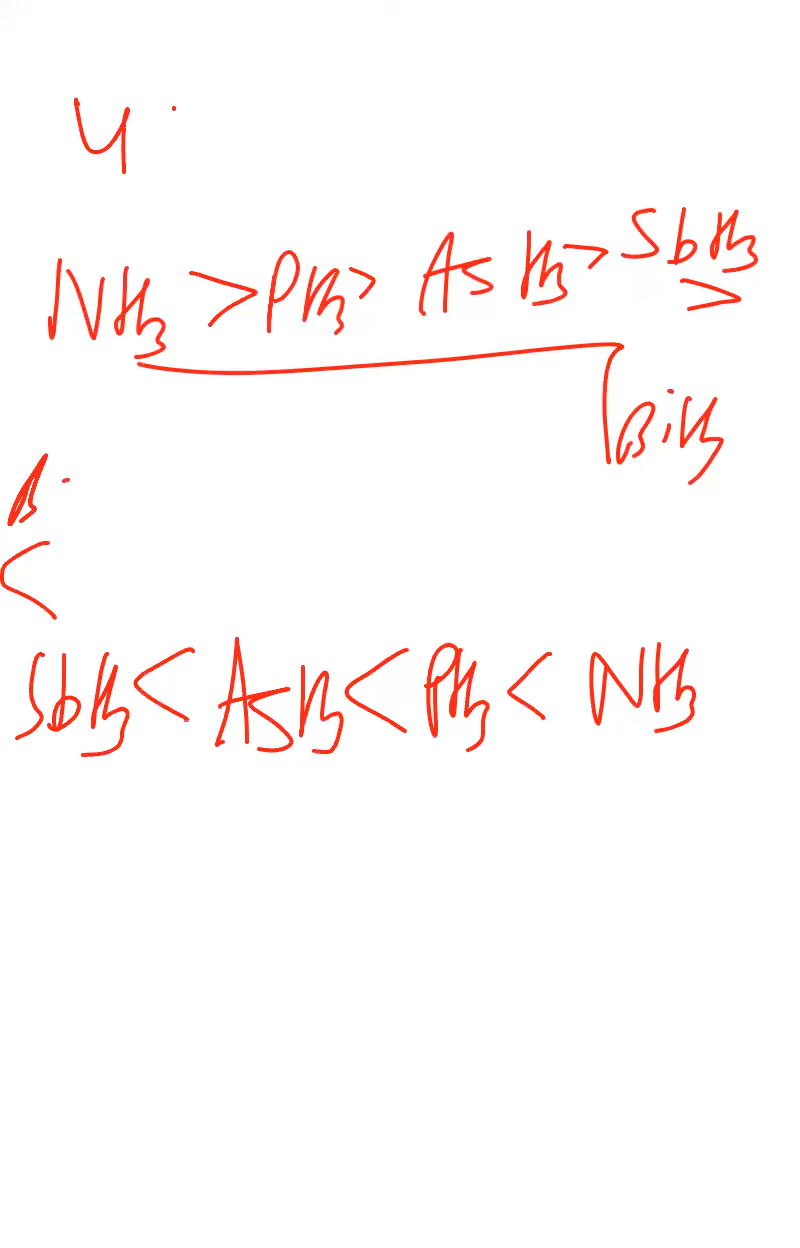 4.
NH3 > PH3 > AsH3 > SbH3 >
BiH3
<
SbH3 < AsH3 < PH3 < NH3